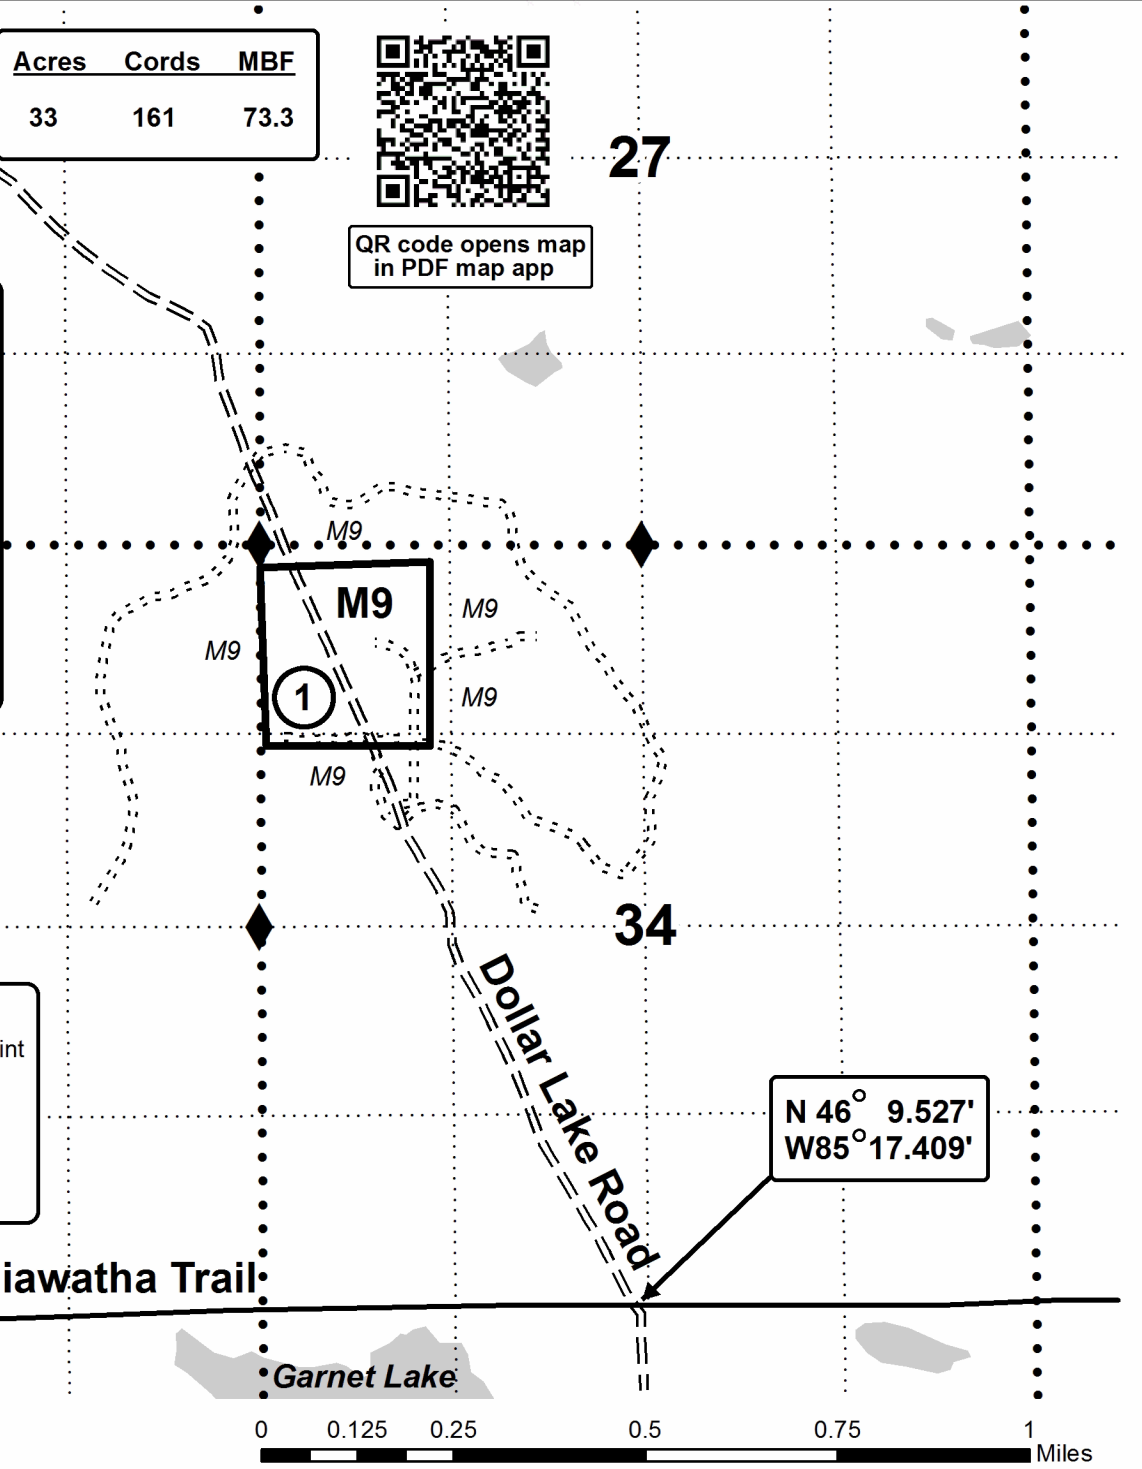 Acres Cords MBF
33 161 73.3
27
QR code opens map
in PDF map app
M9
M9
M9
M9
1
M9
M9
34
Dollar Lake Road
int
N 46° 9.527'
W85°17.409'
iawatha Trail
Garnet Lake
0 0.125 0.25 0.5 0.75 1
Miles